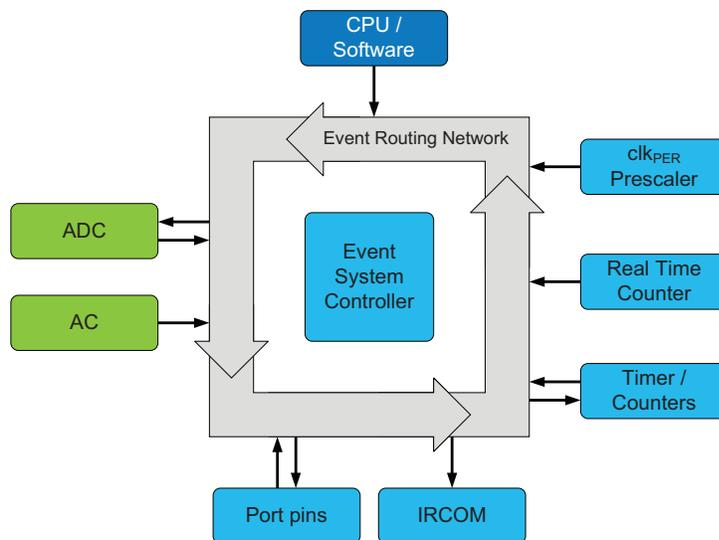 CPU /
Software
Event Routing Network
clkPER
Prescaler
ADC
Event
System
Controller
Real Time
Counter
AC
Timer /
Counters
Port pins
IRCOM